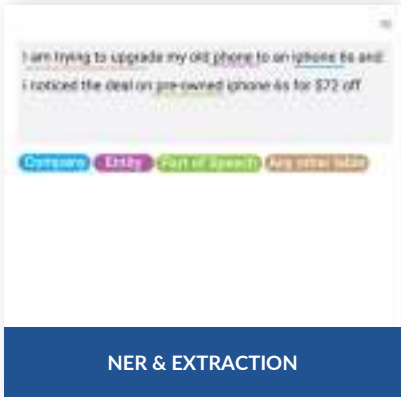 I am trying to upgrade my old phone to an iphone 6s and
i noticed the deal on pre-owned iphone 6s for $72 off
Company Entity Part of Speech Any other label
NER & EXTRACTION